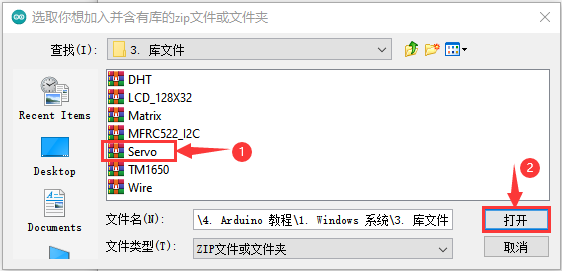 选取你想加入并含有库的zip文件或文件夹
查找(I):
3. 库文件
Recent Items
Desktop
Documents
DHT
LCD_128X32
Matrix
MFRC522_I2C
Servo
1
TM1650
Wire
2
文件名(N):
\4. Arduino 教程\1. Windows 系统\3. 库文件
打开
文件类型(T):
ZIP文件或文件夹
取消